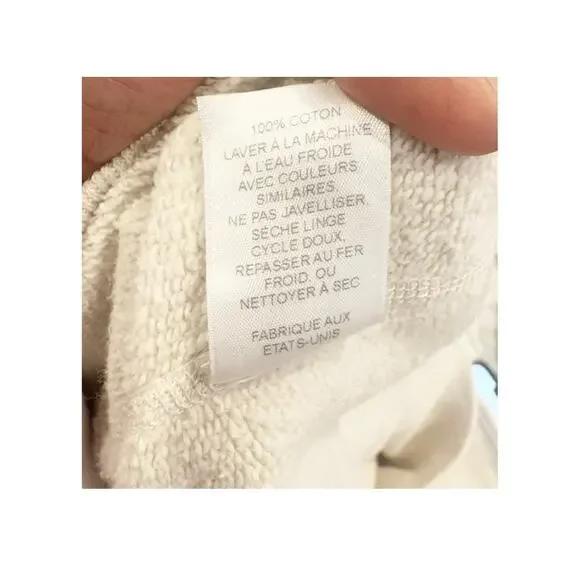 100% COTON
LAVER À LA MACHINE
À L'EAU FROIDE
AVEC COULEURS
SIMILAIRES.
NE PAS JAVELLISER.
SÈCHE LINGE
CYCLE DOUX,
REPASSER AU FER
FROID, OU
NETTOYER À SEC
FABRIQUE AUX
ETATS-UNIS